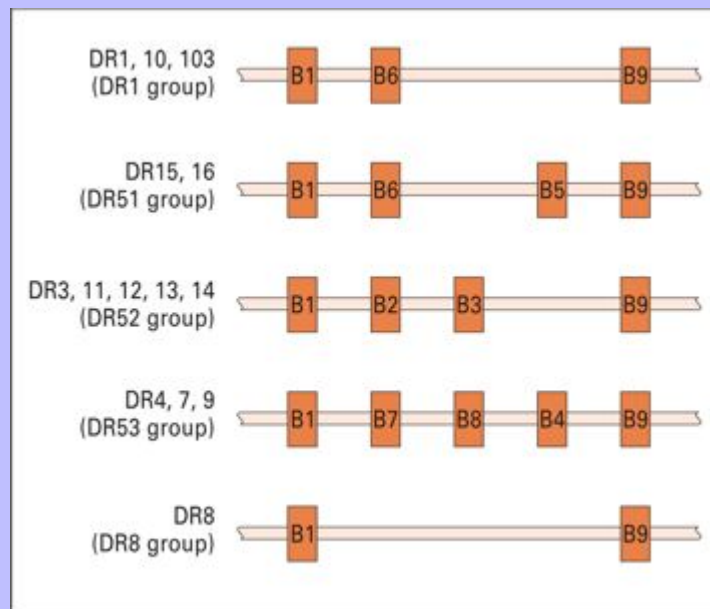 DR1, 10, 103
(DR1 group)
B1 B6 B9
DR15, 16
(DR51 group)
B1 B6 B5 B9
DR3, 11, 12, 13, 14
(DR52 group)
B1 B2 B3 B9
DR4, 7, 9
(DR53 group)
B1 B7 B8 B4 B9
DR8
(DR8 group)
B1 B9